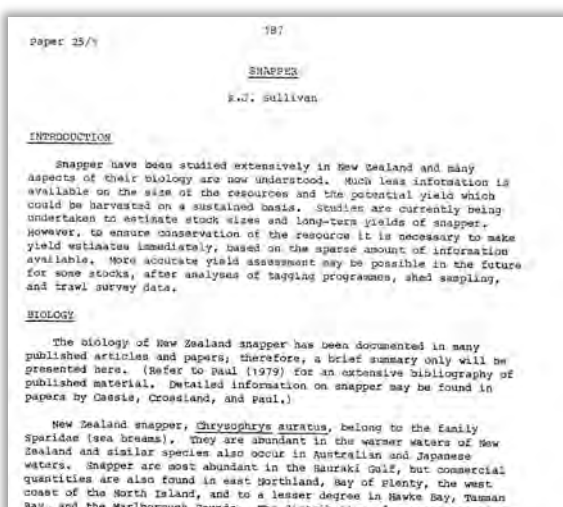 187
Paper 25/1
SNAPPER
K.J. Sullivan
INTRODUCTION
Snapper have been studied extensively in New Zealand and many
aspects of their biology are now understood. Much less information is
available on the size of the resources and the potential yield which
could be harvested on a sustained basis. Studies are currently being
undertaken to estimate stock sizes and long-term yields of snapper.
However, to ensure conservation of the resource it is necessary to make
yield estimates immediately, based on the sparse amount of information
available. More accurate yield assessment may be possible in the future
for some stocks, after analyses of tagging programmes, shed sampling,
and trawl survey data.
BIOLOGY
The biology of New Zealand snapper has been documented in many
published articles and papers; therefore, a brief summary only will be
presented here. (Refer to Paul (1979) for an extensive bibliography of
published material. Detailed information on snapper may be found in
papers by Cassie, Crossland, and Paul.)
New Zealand snapper, Chrysophrys auratus, belong to the family
Sparidae (sea breams). They are abundant in the warmer waters of New
Zealand and similar species also occur in Australian and Japanese
waters. Snapper are most abundant in the Hauraki Gulf, but commercial
quantities are also found in east Northland, Bay of Plenty, the west
coast of the North Island, and to a lesser degree in Hawke Bay, Tasman
Bay, and the Marlborough Sounds. The